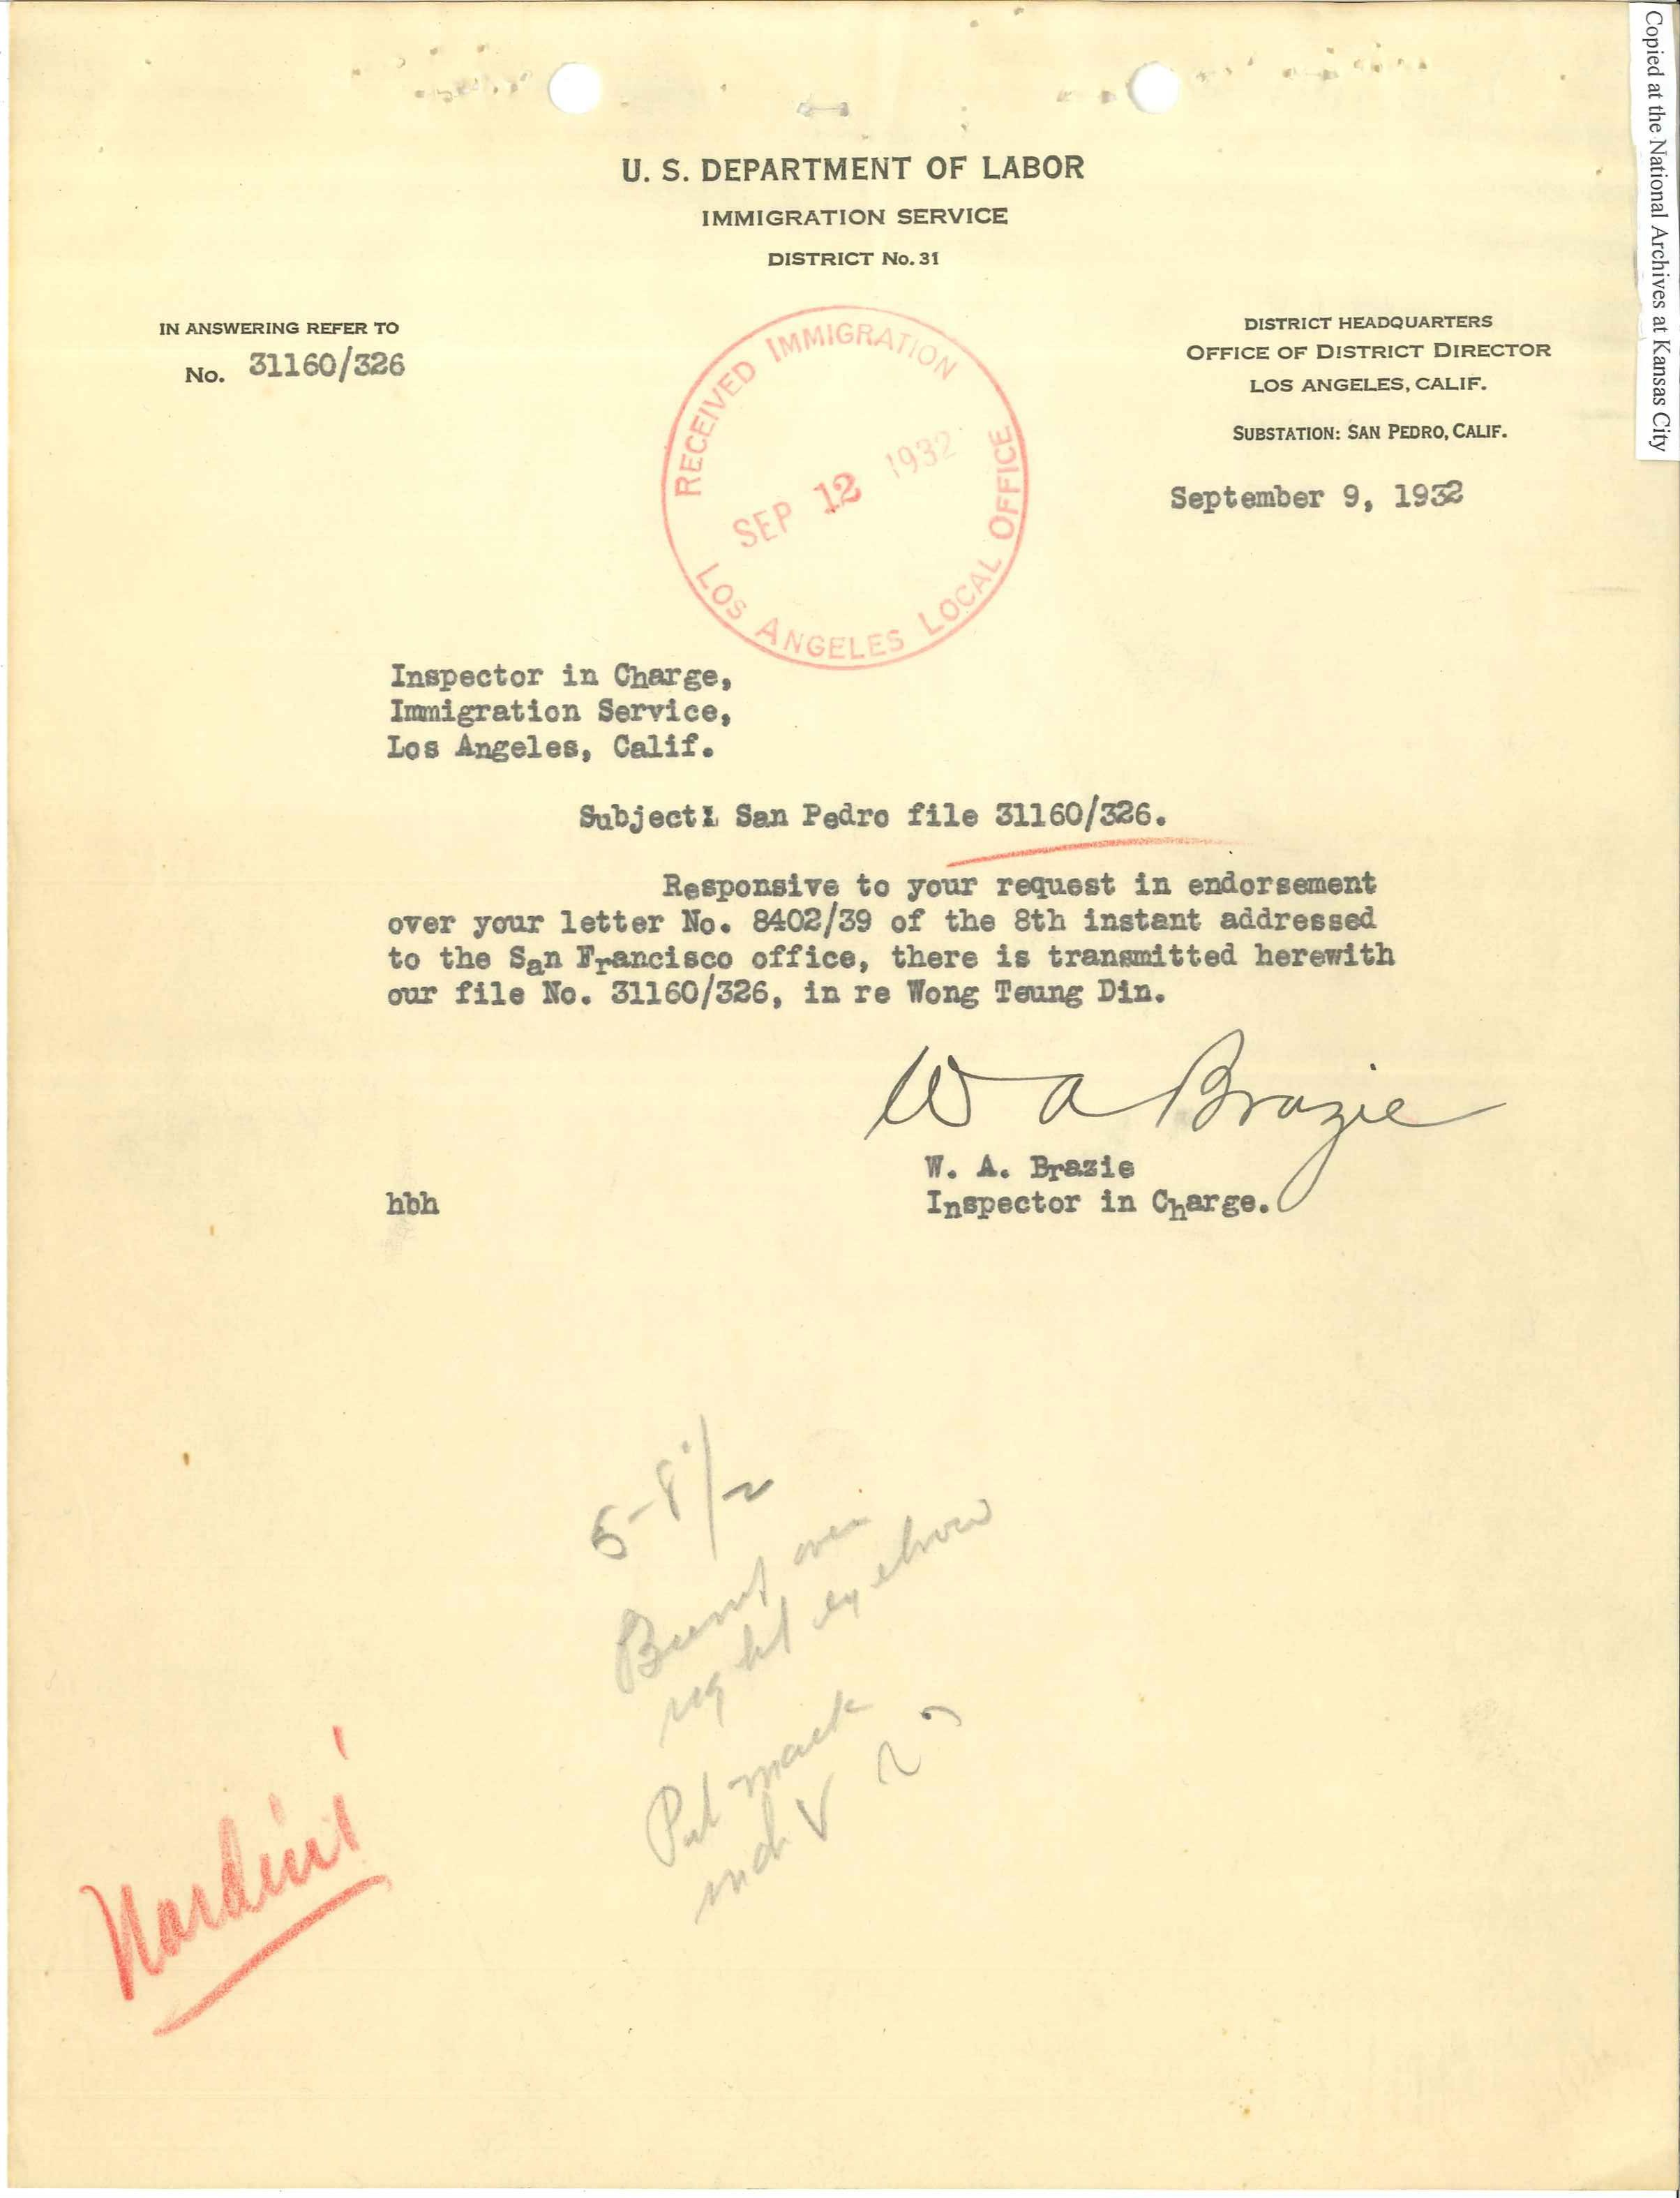 Copied at the National Archives at Kansas City
U. S. DEPARTMENT OF LABOR
IMMIGRATION SERVICE
DISTRICT No. 31
IN ANSWERING REFER TO
No. 31160/326
DISTRICT HEADQUARTERS
OFFICE OF DISTRICT DIRECTOR
LOS ANGELES, CALIF.
SUBSTATION: SAN PEDRO, CALIF.
RECEIVED IMMIGRATION
SEP 12 1932
LOS ANGELES LOCAL OFFICE
September 9, 1932
Inspector in Charge,
Immigration Service,
Los Angeles, Calif.
Subject: San Pedro file 31160/326.
Responsive to your request in endorsement
over your letter No. 8402/39 of the 8th instant addressed
to the San Francisco office, there is transmitted herewith
our file No. 31160/326, in re Wong Teung Din.
W A Brazie
W. A. Brazie
Inspector in Charge.
hbh
5-8 1/2
over
right eyebrow
Pit mark
Nardini